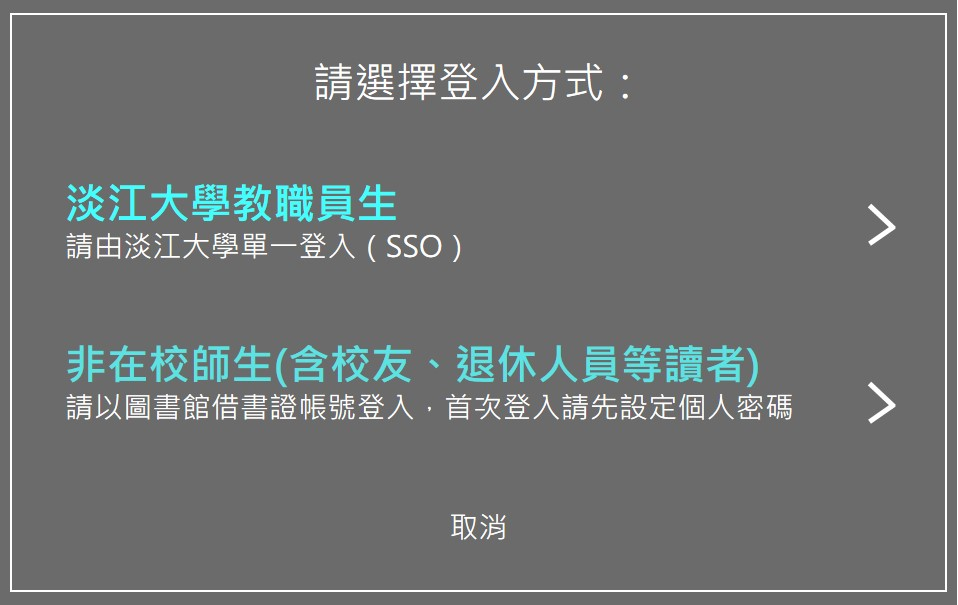 請選擇登入方式：
淡江大學教職員生
請由淡江大學單一登入（SSO）
非在校師生(含校友、退休人員等讀者)
請以圖書館借書證帳號登入，首次登入請先設定個人密碼
取消